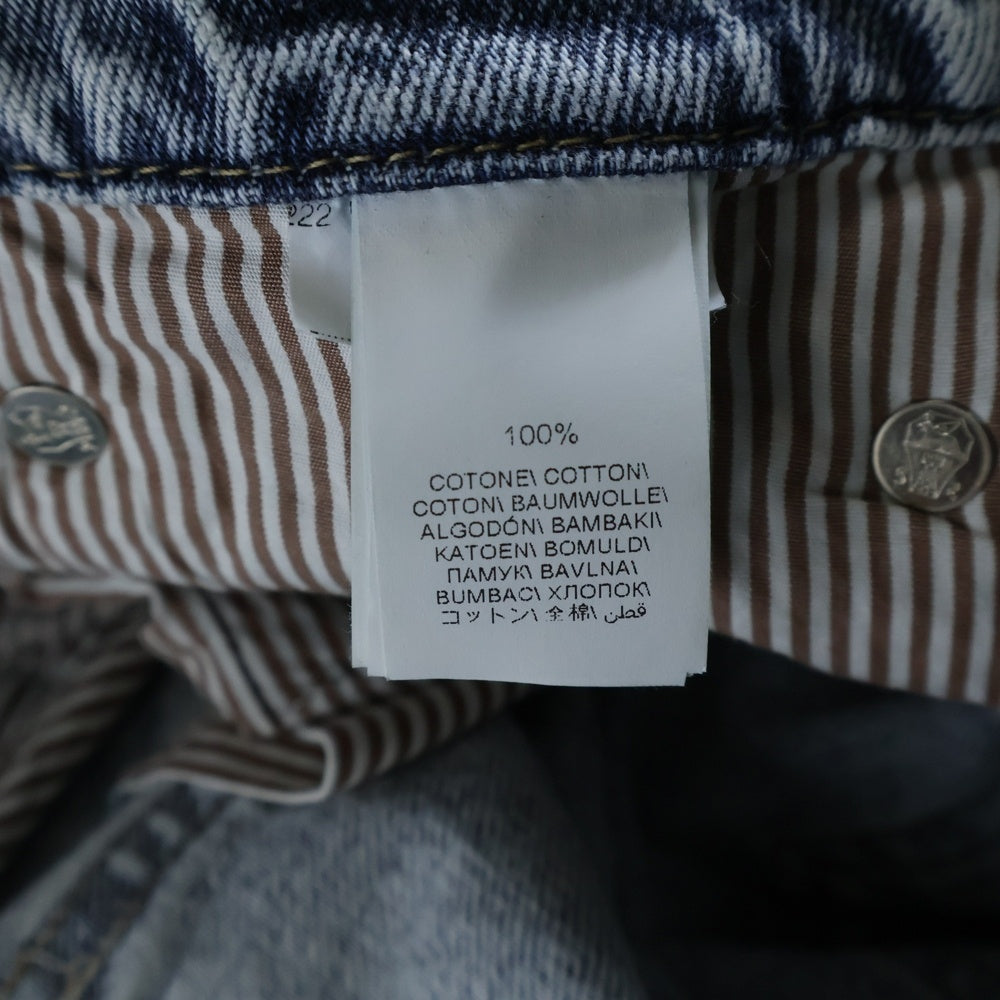 222
100%
COTONE\ COTTON\
COTON\ BAUMWOLLE\
ALGODÓN\ BAMBAKI\
KATOEN\ BOMULD\
ПАМУК\ BAVLNA\
BUMBAC\ ХЛОПОК\
コットン\ 全棉\ قطن